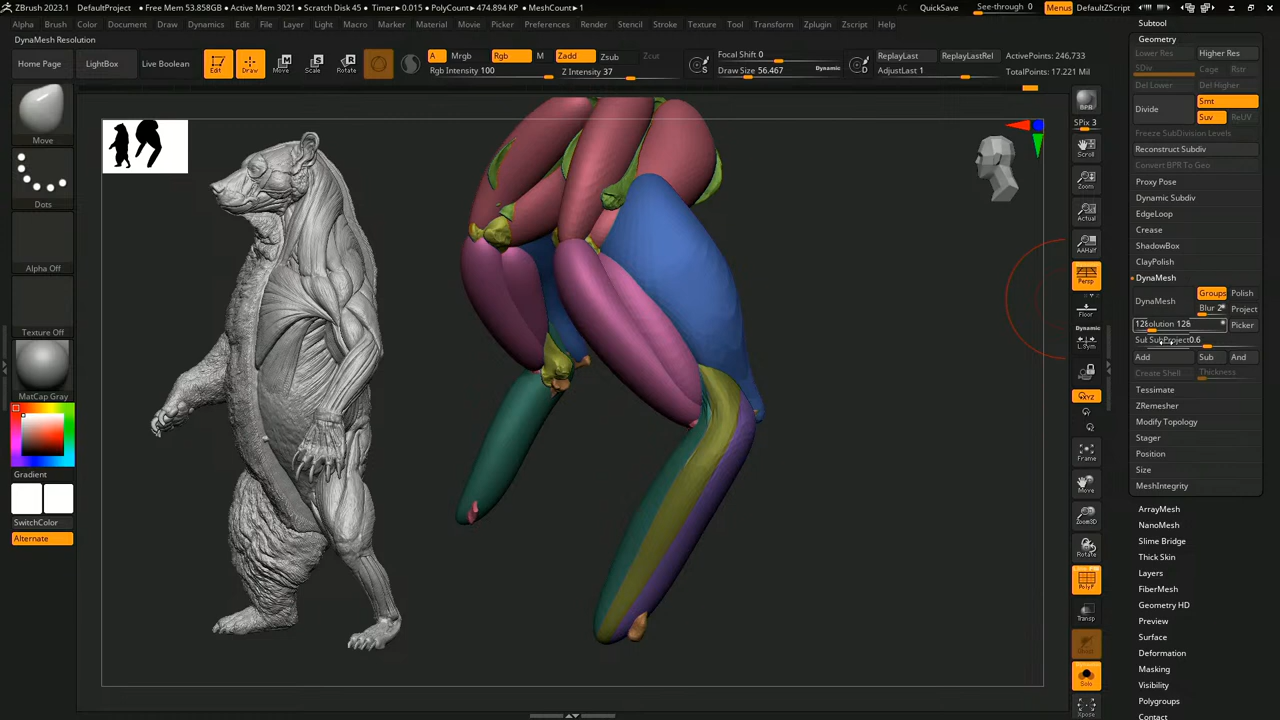 ZBrush 2023.1 DefaultProject • Free Mem 53.858GB • Active Mem 3021 • Scratch Disk 45 • Timer▸0.015 • PolyCount▸474.894 KP • MeshCount▸1 AC QuickSave See-through 0 Menus DefaultZScript
Alpha Brush Color Document Draw Dynamics Edit File Layer Light Macro Marker Material Movie Picker Preferences Render Stencil Stroke Texture Tool Transform Zplugin Zscript Help
DynaMesh Resolution
Home Page LightBox Live Boolean Edit Draw Move Scale Rotate
A Mrgb Rgb M Zadd Zsub Zcut
Rgb Intensity 100 Z Intensity 37
Focal Shift 0
Draw Size 56.467 Dynamic
S D
ReplayLast ReplayLastRel
AdjustLast 1
ActivePoints: 246,733
TotalPoints: 17.221 Mil
Move
Dots
Alpha Off
Texture Off
MatCap Gray
Gradient
SwitchColor
Alternate
BPR
SPix 3
Scroll
Zoom
Actual
AAHalf
Persp
Floor
Dynamic
L.Sym
XYZ
Frame
Move
Zoom3D
Rotate
Line Fill
PolyF
Transp
Ghost
Solo
Xpose
Subtool
Geometry
Lower Res Higher Res
SDiv Cage Rstr
Del Lower Del Higher
Divide Smt
Suv ReUV
Freeze SubDivision Levels
Reconstruct Subdiv
Convert BPR To Geo
Proxy Pose
Dynamic Subdiv
EdgeLoop
Crease
ShadowBox
ClayPolish
DynaMesh
DynaMesh Groups Polish
Blur 2 Project
olution 128 Picker
SubProject0.6
Add Sub And
Create Shell Thickness
Tessimate
ZRemesher
Modify Topology
Stager
Position
Size
MeshIntegrity
ArrayMesh
NanoMesh
Slime Bridge
Thick Skin
Layers
FiberMesh
Geometry HD
Preview
Surface
Deformation
Masking
Visibility
Polygroups
Contact